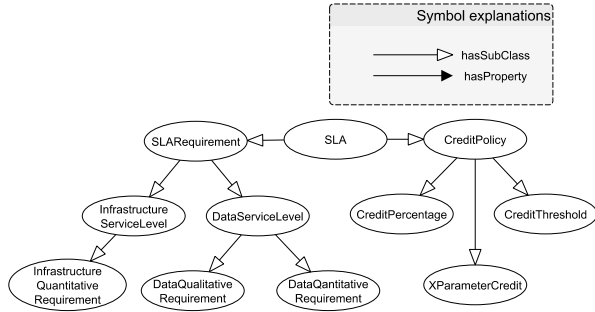 Symbol explanations
hasSubClass
hasProperty
SLARequirement
SLA
CreditPolicy
Infrastructure
ServiceLevel
DataServiceLevel
CreditPercentage
CreditThreshold
Infrastructure
Quantitative
Requirement
DataQualitative
Requirement
DataQantitative
Requirement
XParameterCredit